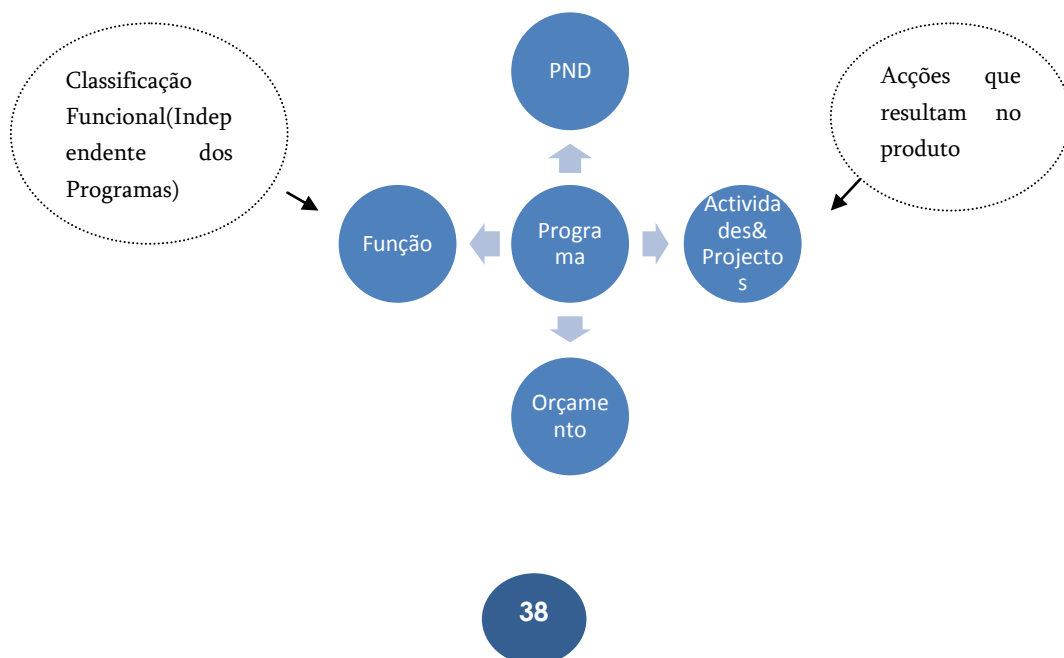 PND
Classificação
Funcional(Indep
endente dos
Programas)
Acções que
resultam no
produto
Função
Progra
ma
Activida
des&
Projecto
s
Orçame
nto
38